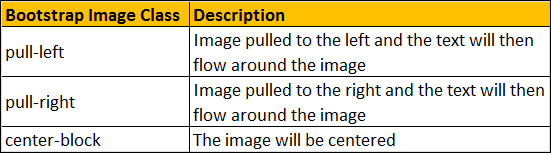 Bootstrap Image Class Description
pull-left Image pulled to the left and the text will then
flow around the image
pull-right Image pulled to the right and the text will then
flow around the image
center-block The image will be centered